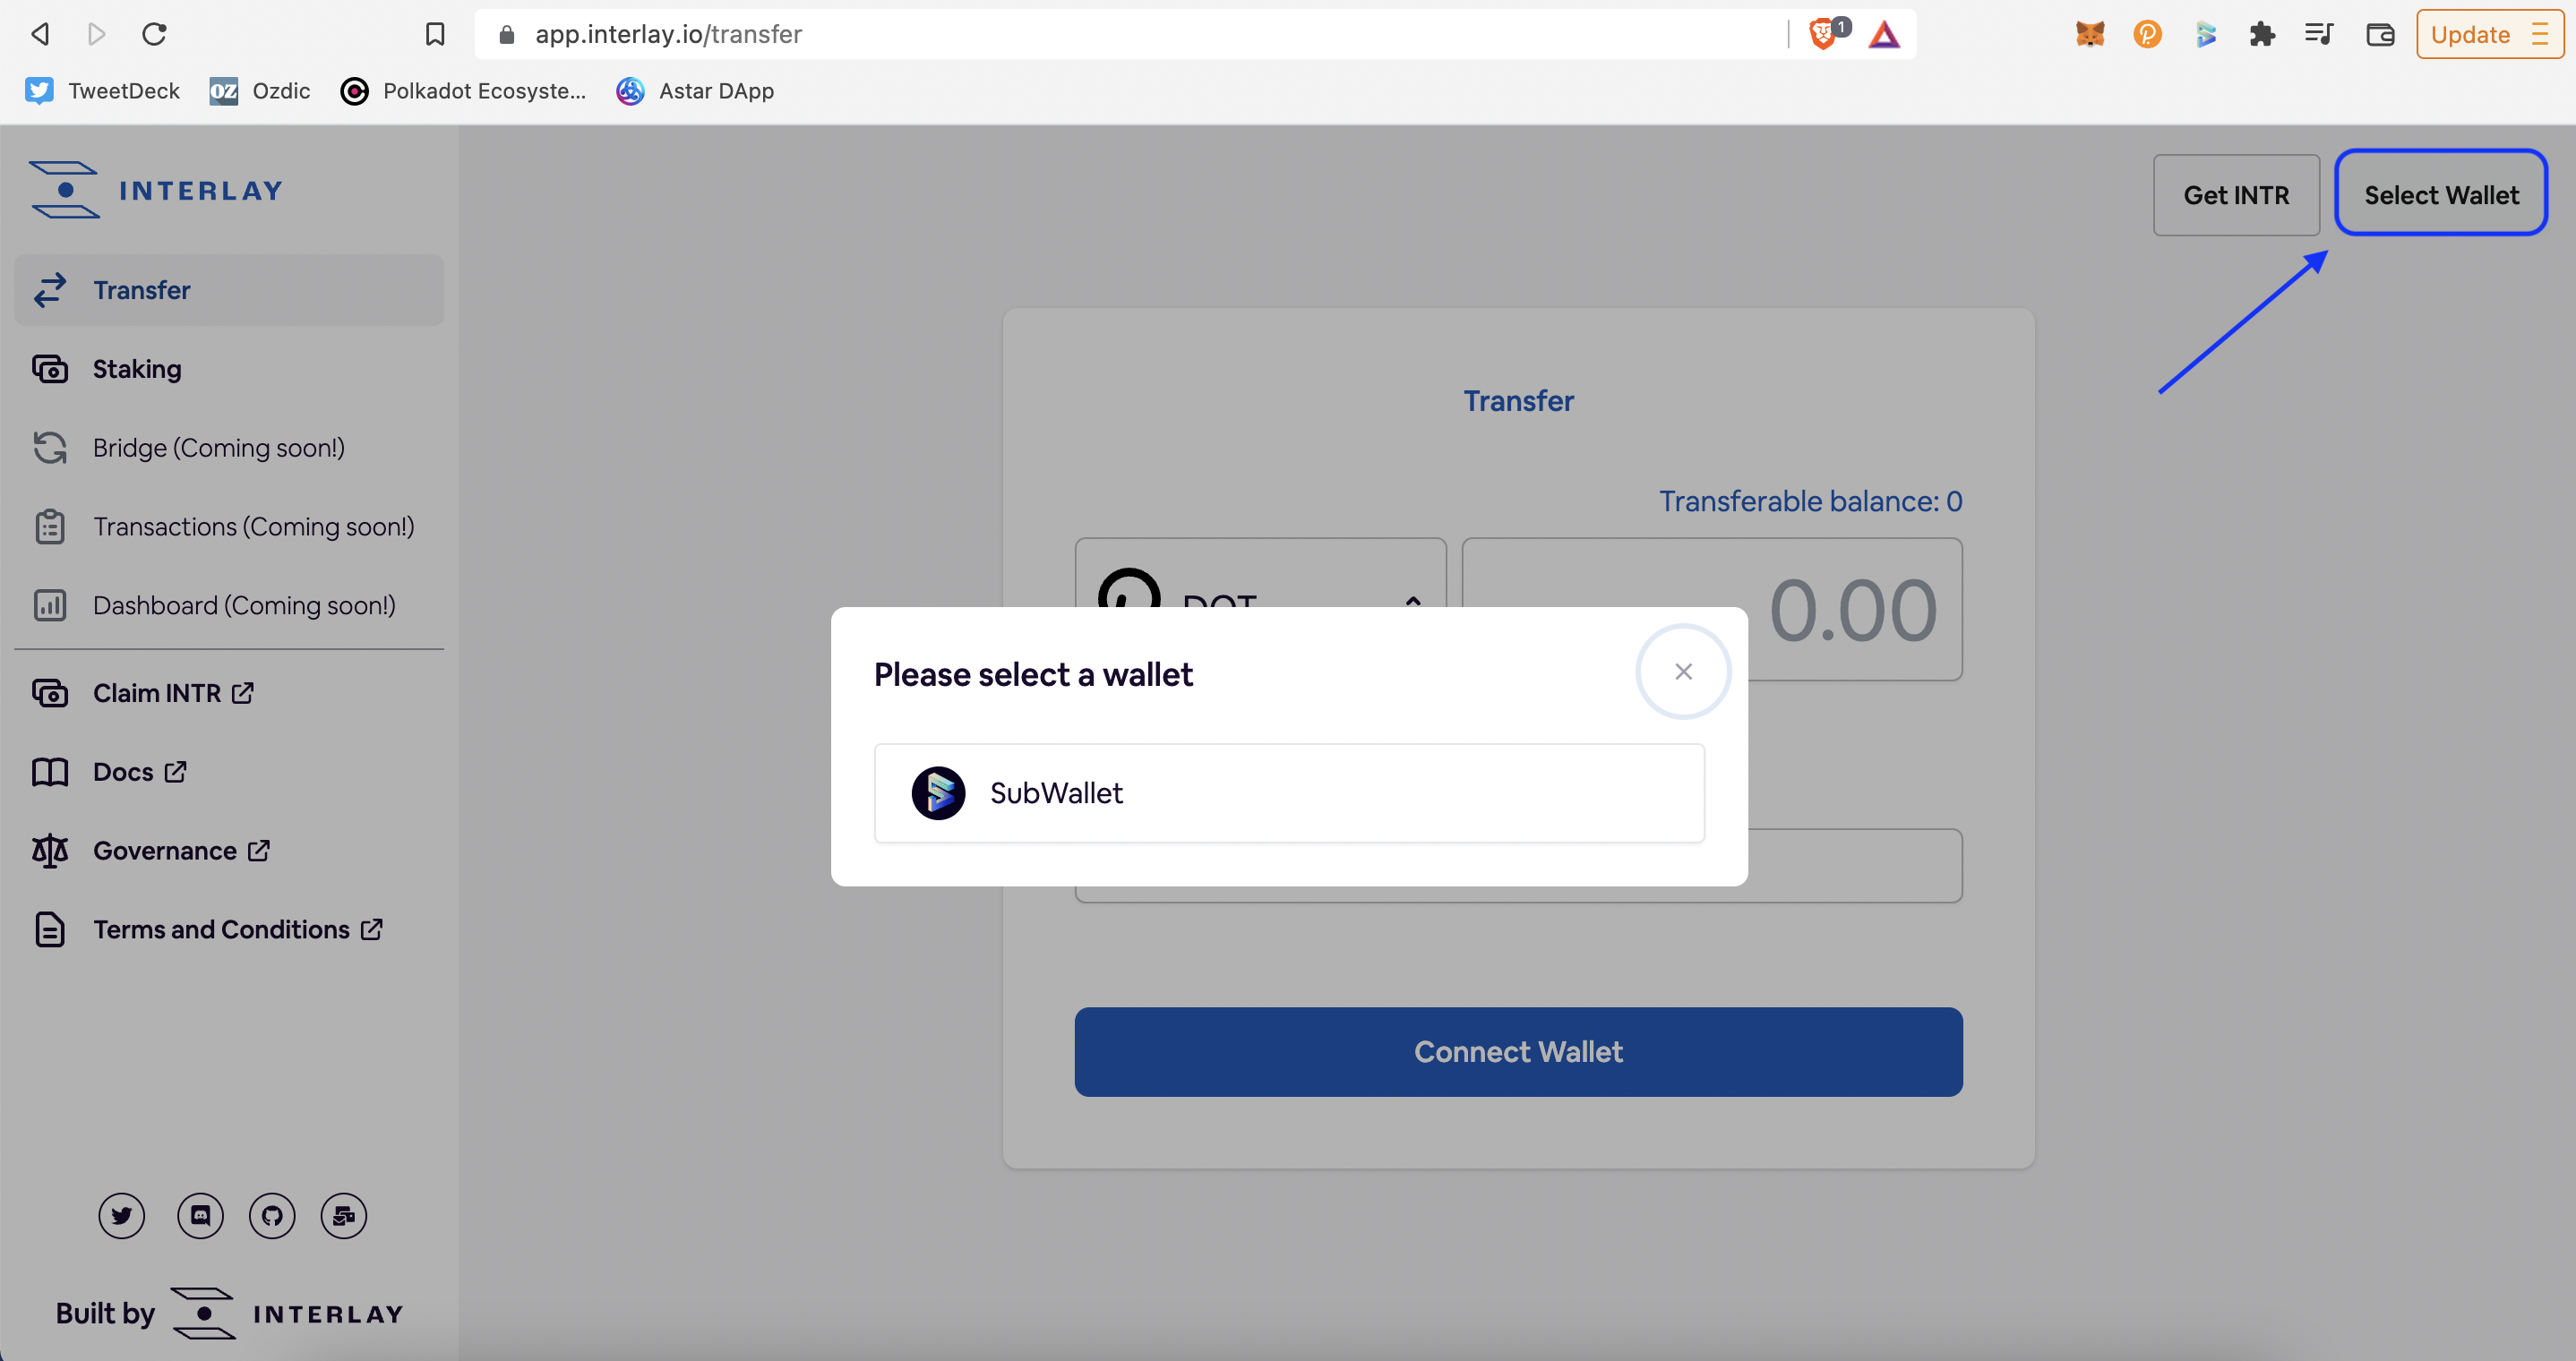 app.interlay.io/transfer
1
Update
TweetDeck
OZ
Ozdic
Polkadot Ecosyste...
Astar DApp
INTERLAY
Get INTR
Select Wallet
Transfer
Staking
Bridge (Coming soon!)
Transactions (Coming soon!)
Dashboard (Coming soon!)
Claim INTR
Docs
Governance
Terms and Conditions
Built by
INTERLAY
Transfer
Transferable balance: 0
DOT
0.00
Please select a wallet
SubWallet
Connect Wallet